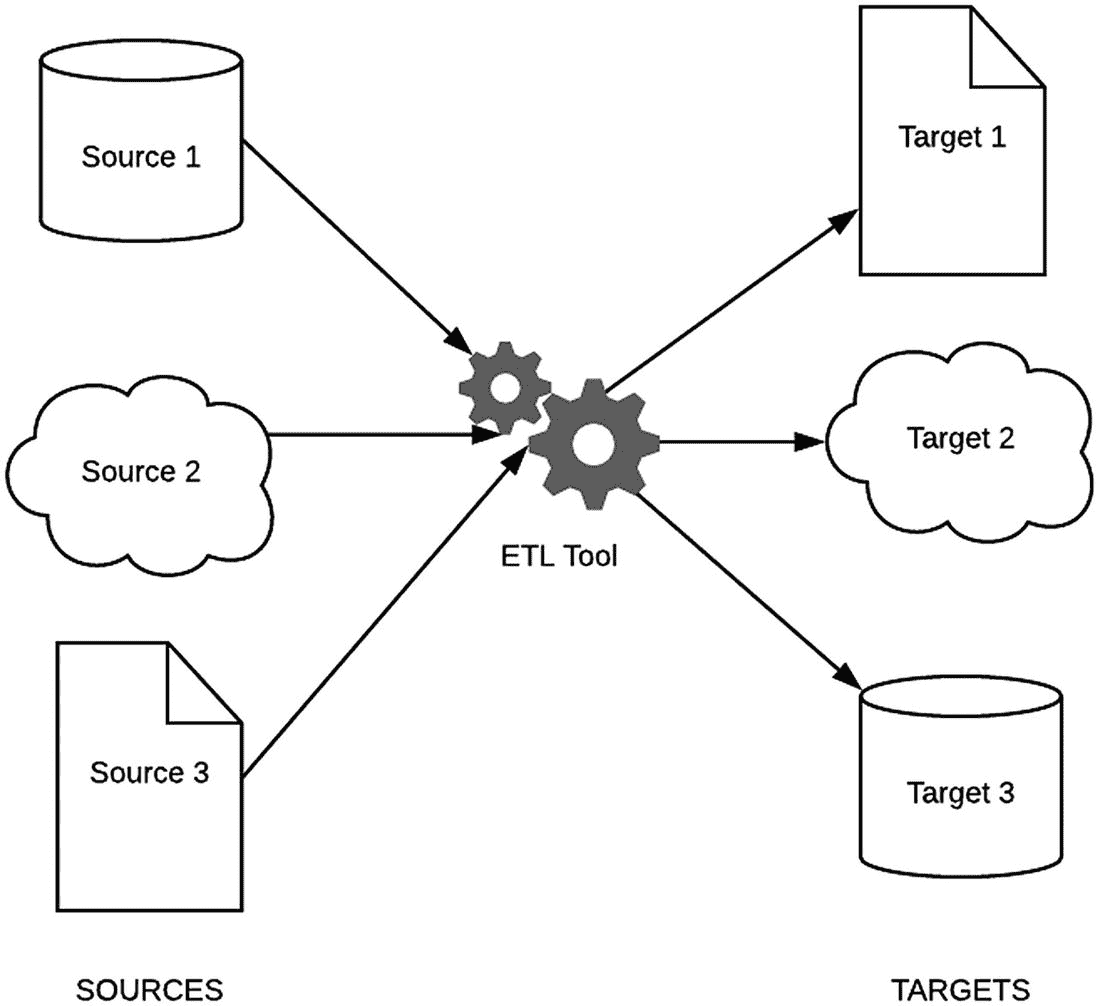 Source 1
Target 1
Source 2
Target 2
ETL Tool
Source 3
Target 3
SOURCES
TARGETS